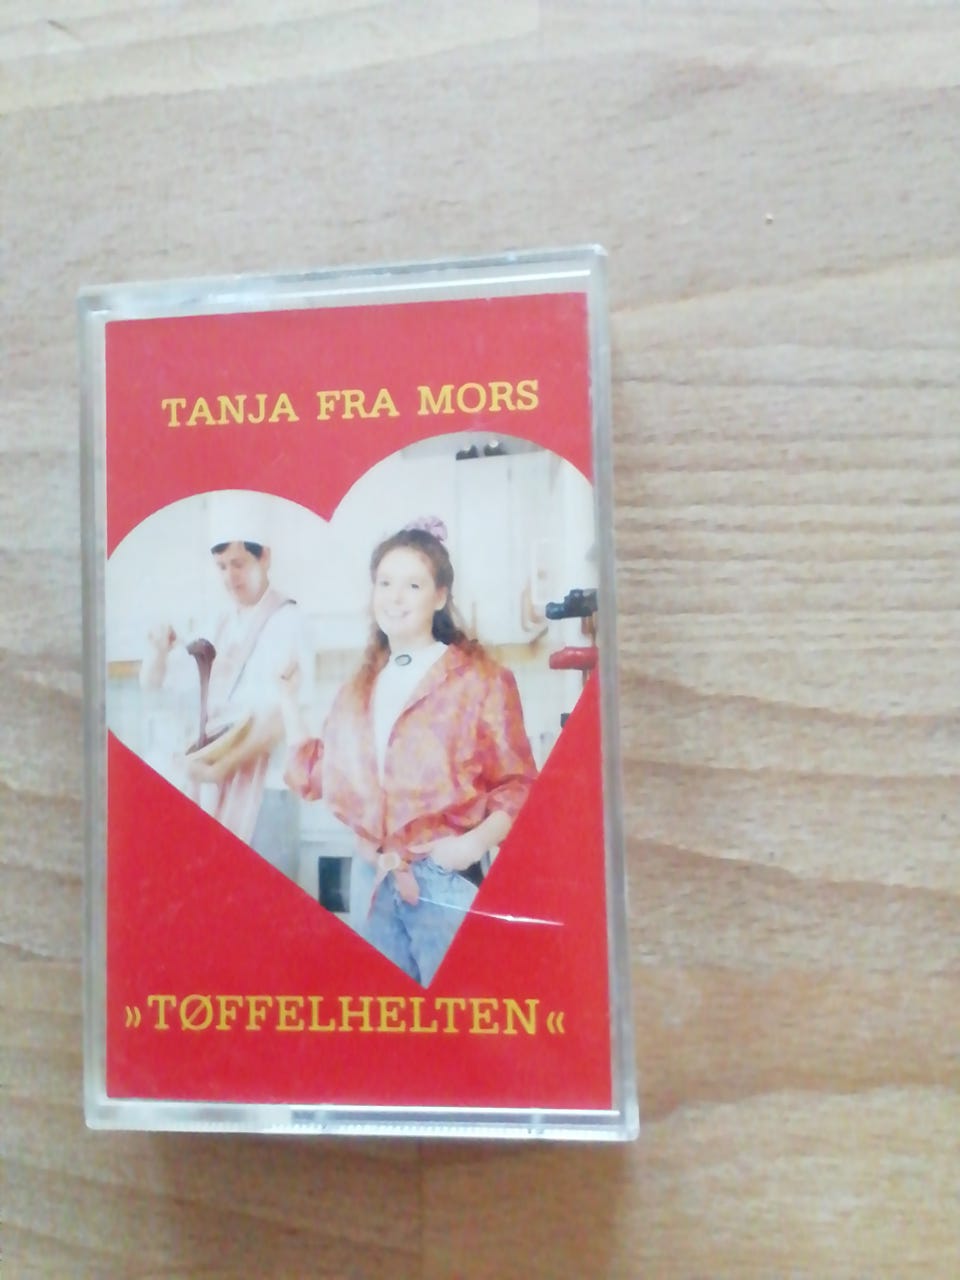 TANJA FRA MORS
»TØFFELHELTEN«